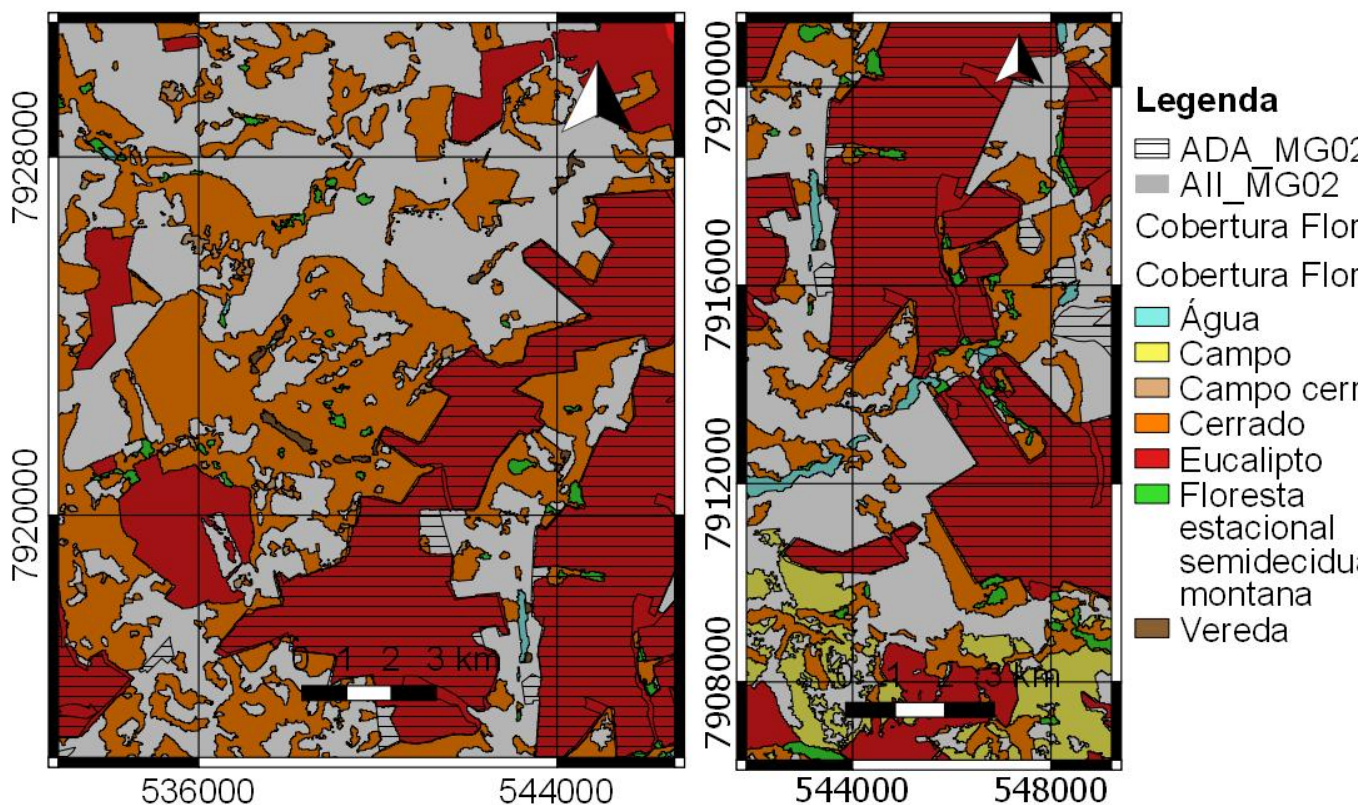 7928000
7920000
0 1 2 3 km
536000
544000
7920000
7916000
7912000
7908000
0 1 2 3 km
544000
548000
Legenda
ADA_MG02
AII_MG02
Cobertura Flor
Cobertura Flor
Água
Campo
Campo cerr
Cerrado
Eucalipto
Floresta
estacional
semidecidua
montana
Vereda